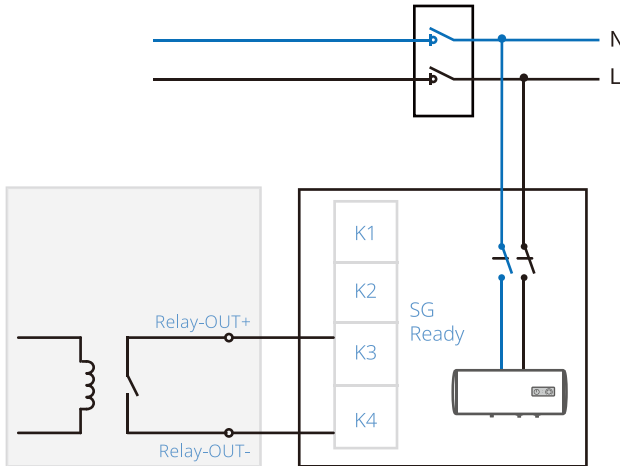 N
L
K1
K2
K3
K4
SG
Ready
Relay-OUT+
Relay-OUT-